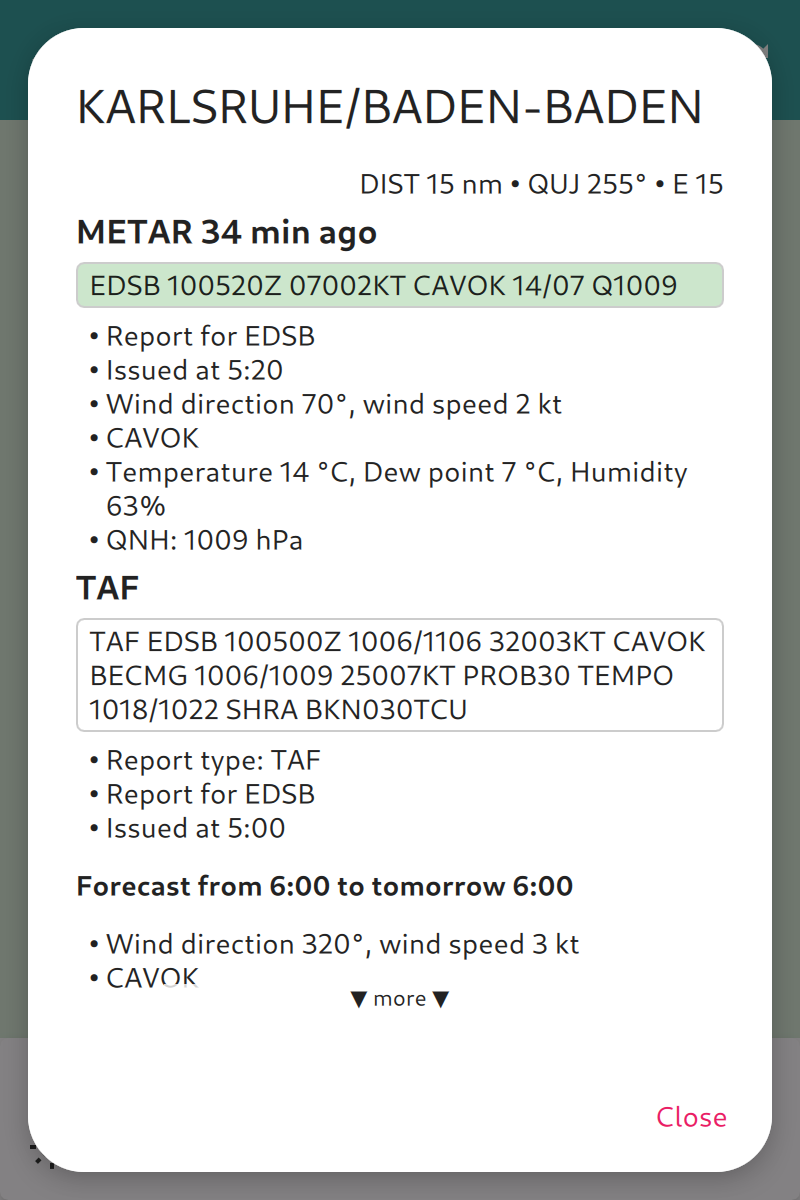 KARLSRUHE/BADEN-BADEN
DIST 15 nm • QUJ 255° • E 15
METAR 34 min ago
EDSB 100520Z 07002KT CAVOK 14/07 Q1009
• Report for EDSB
• Issued at 5:20
• Wind direction 70°, wind speed 2 kt
• CAVOK
• Temperature 14 °C, Dew point 7 °C, Humidity
63%
• QNH: 1009 hPa
TAF
TAF EDSB 100500Z 1006/1106 32003KT CAVOK
BECMG 1006/1009 25007KT PROB30 TEMPO
1018/1022 SHRA BKN030TCU
• Report type: TAF
• Report for EDSB
• Issued at 5:00
Forecast from 6:00 to tomorrow 6:00
• Wind direction 320°, wind speed 3 kt
• CAVOK
▼ more ▼
Close